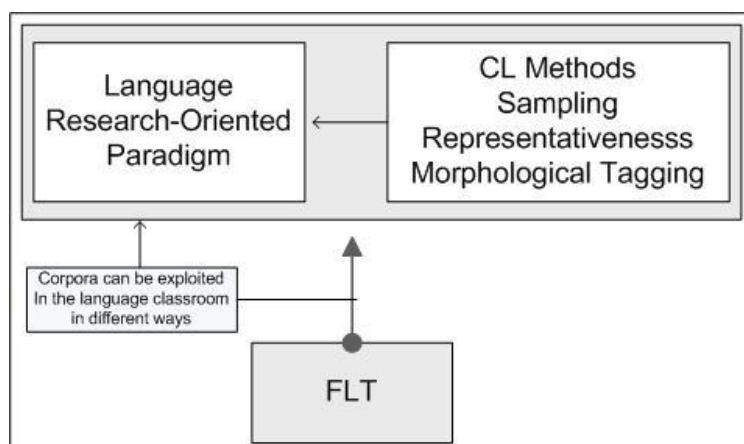 Language
Research-Oriented
Paradigm
CL Methods
Sampling
Representativenesss
Morphological Tagging
Corpora can be exploited
In the language classroom
in different ways
FLT